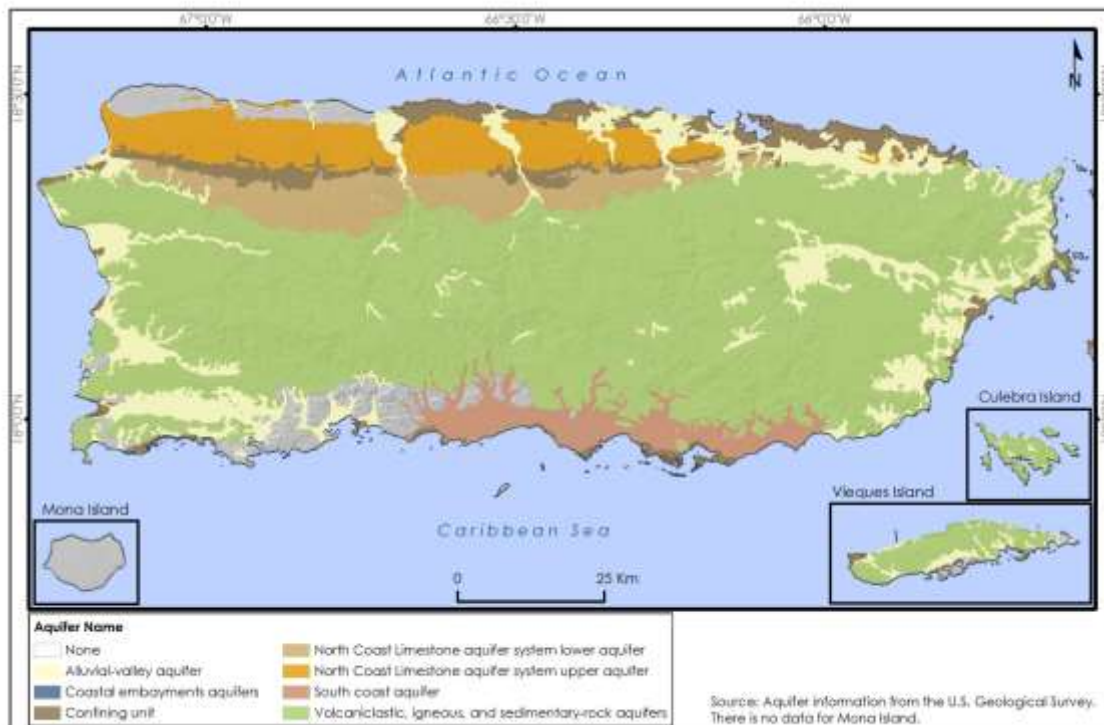 67°0'0"W 66°30'0"W 66°0'0"W
18°30'0"N
Atlantic Ocean
N
18°0'0"N
Culebra Island
Vieques Island
Mona Island
Caribbean Sea
0 25 Km
Aquifer Name
None
Alluvial-valley aquifer
Coastal embayments aquifers
Confining unit
North Coast Limestone aquifer system lower aquifer
North Coast Limestone aquifer system upper aquifer
South coast aquifer
Volcaniclastic, igneous, and sedimentary-rock aquifers
Source: Aquifer information from the U.S. Geological Survey.
There is no data for Mona Island.